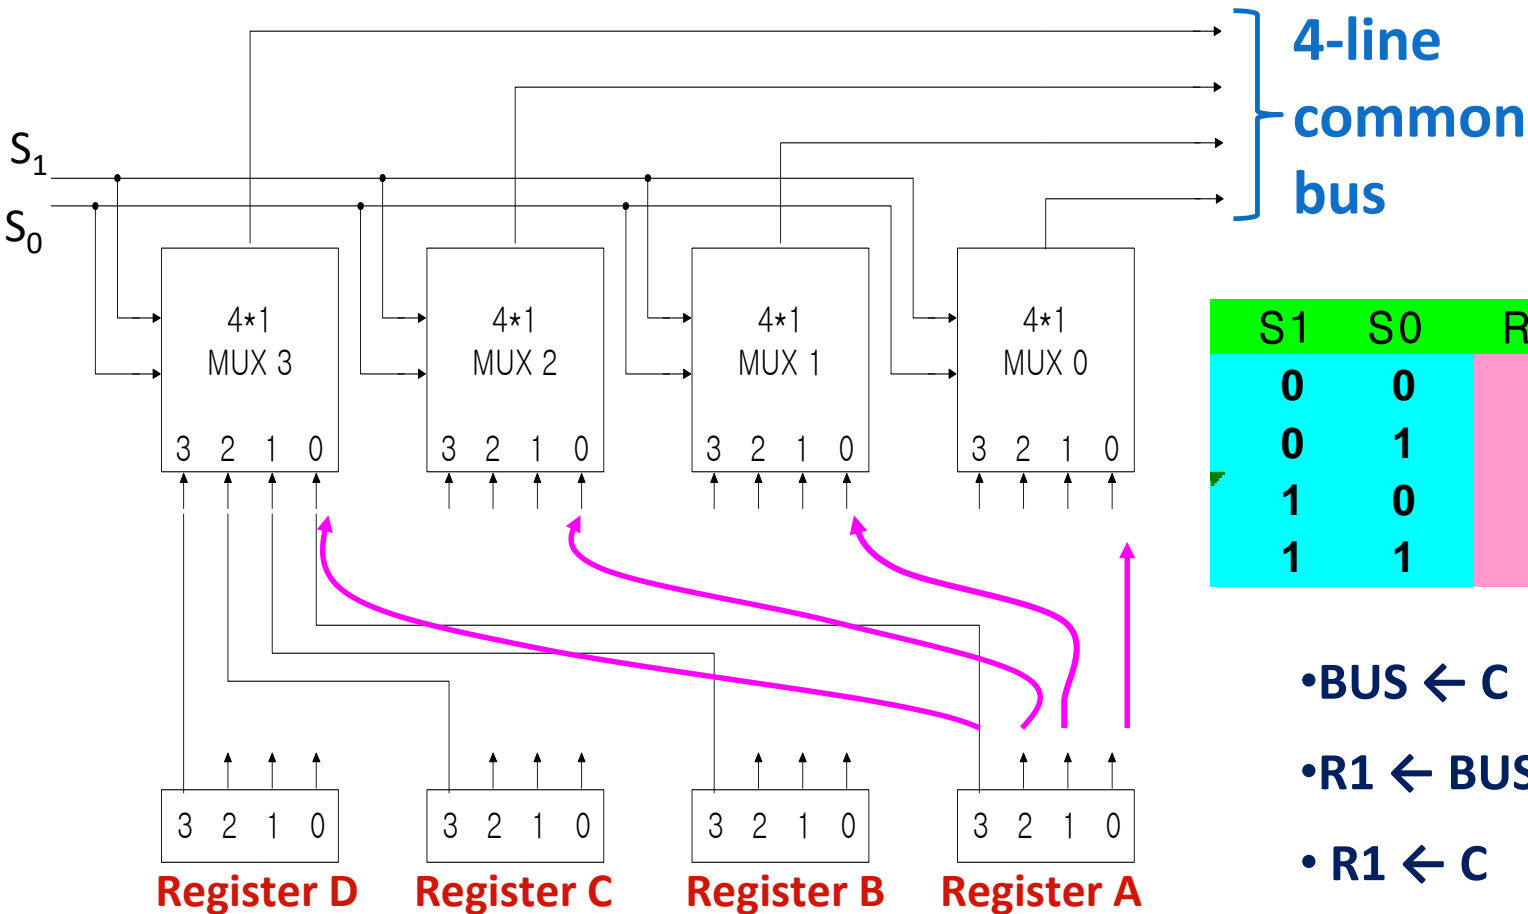 4-line
common
bus
S1
S0
4*1
MUX 3
3 2 1 0
4*1
MUX 2
3 2 1 0
4*1
MUX 1
3 2 1 0
4*1
MUX 0
3 2 1 0
S1 S0 R
0 0
0 1
1 0
1 1
•BUS ← C
•R1 ← BUS
• R1 ← C
3 2 1 0
3 2 1 0
3 2 1 0
3 2 1 0
Register D
Register C
Register B
Register A